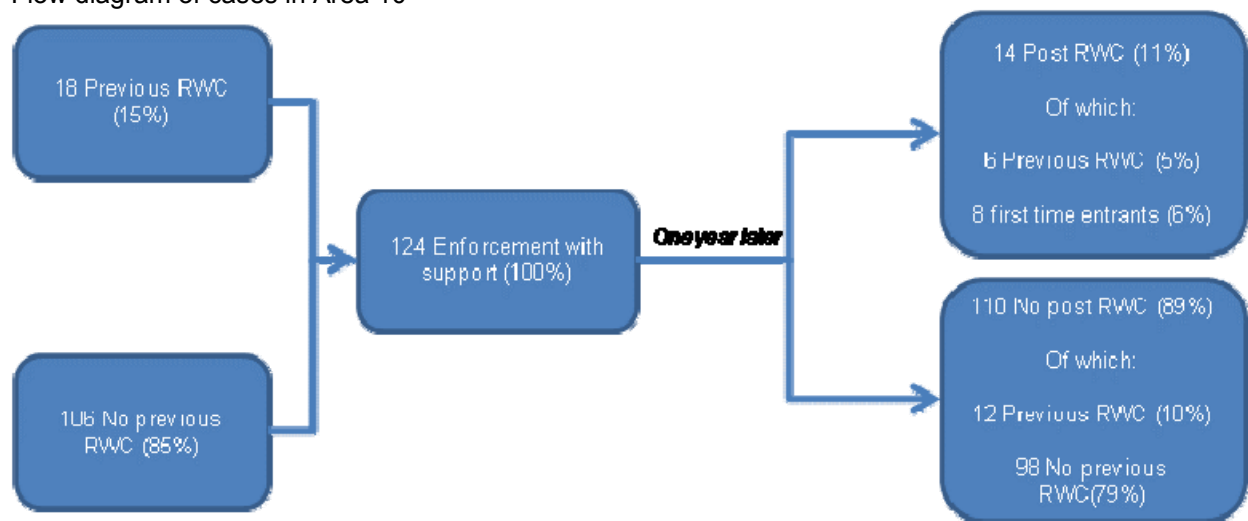 Flow diagram of cases in Area 10
18 Previous RWC
(15%)
106 No previous
RWC (85%)
124 Enforcement with
support (100%)
One year later
14 Post RWC (11%)
Of which:
6 Previous RWC (5%)
8 first time entrants (6%)
110 No post RWC (89%)
Of which:
12 Previous RWC (10%)
98 No previous
RWC(79%)